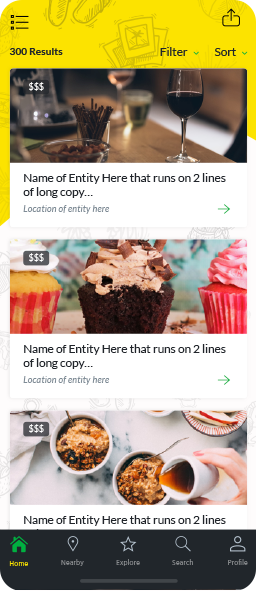 300 Results
Filter
Sort
$$$
Name of Entity Here that runs on 2 lines
of long copy...
Location of entity here
$$$
Name of Entity Here that runs on 2 lines
of long copy...
Location of entity here
$$$
Name of Entity Here that runs on 2 lines
Home
Nearby
Explore
Search
Profile